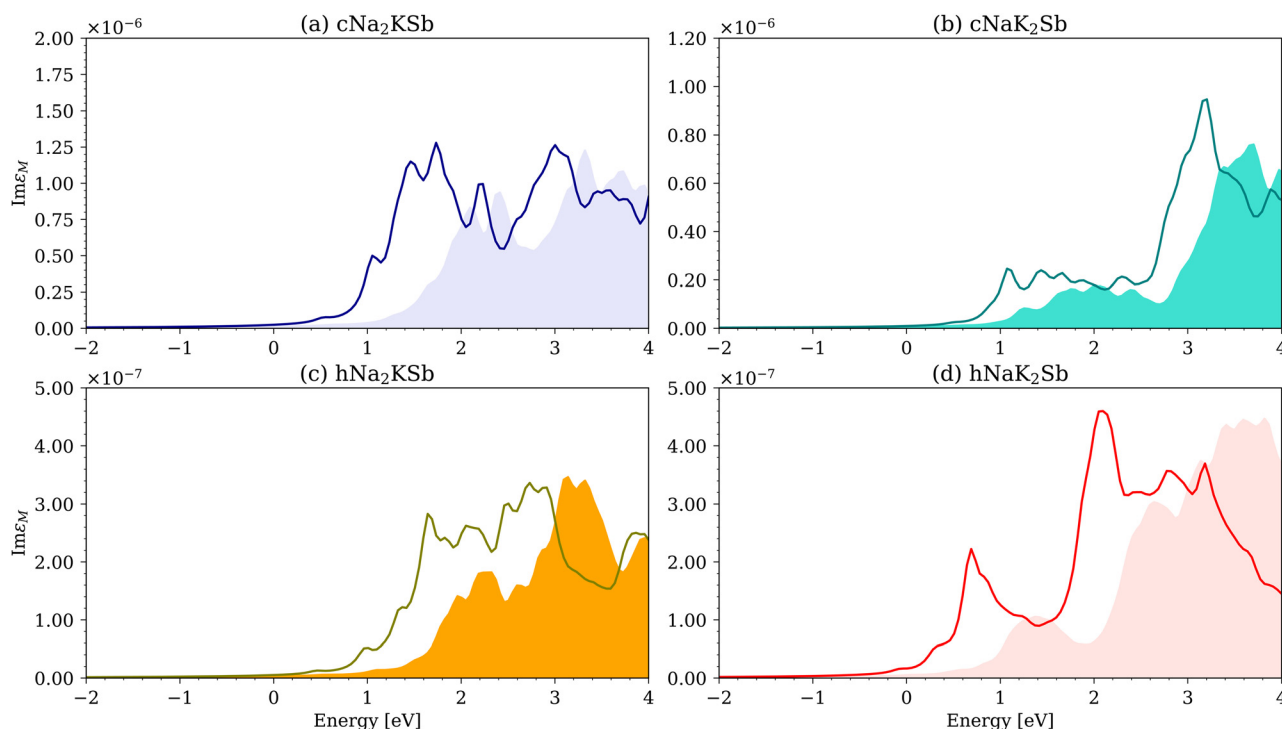 (a) cNa₂KSb
×10⁻⁶
2.00
1.75
1.50
1.25
1.00
0.75
0.50
0.25
0.00
Imε_M
−2 −1 0 1 2 3 4
(b) cNaK₂Sb
×10⁻⁶
1.20
1.00
0.80
0.60
0.40
0.20
0.00
−2 −1 0 1 2 3 4
(c) hNa₂KSb
×10⁻⁷
5.00
4.00
3.00
2.00
1.00
0.00
Imε_M
−2 −1 0 1 2 3 4
Energy [eV]
(d) hNaK₂Sb
×10⁻⁷
5.00
4.00
3.00
2.00
1.00
0.00
−2 −1 0 1 2 3 4
Energy [eV]